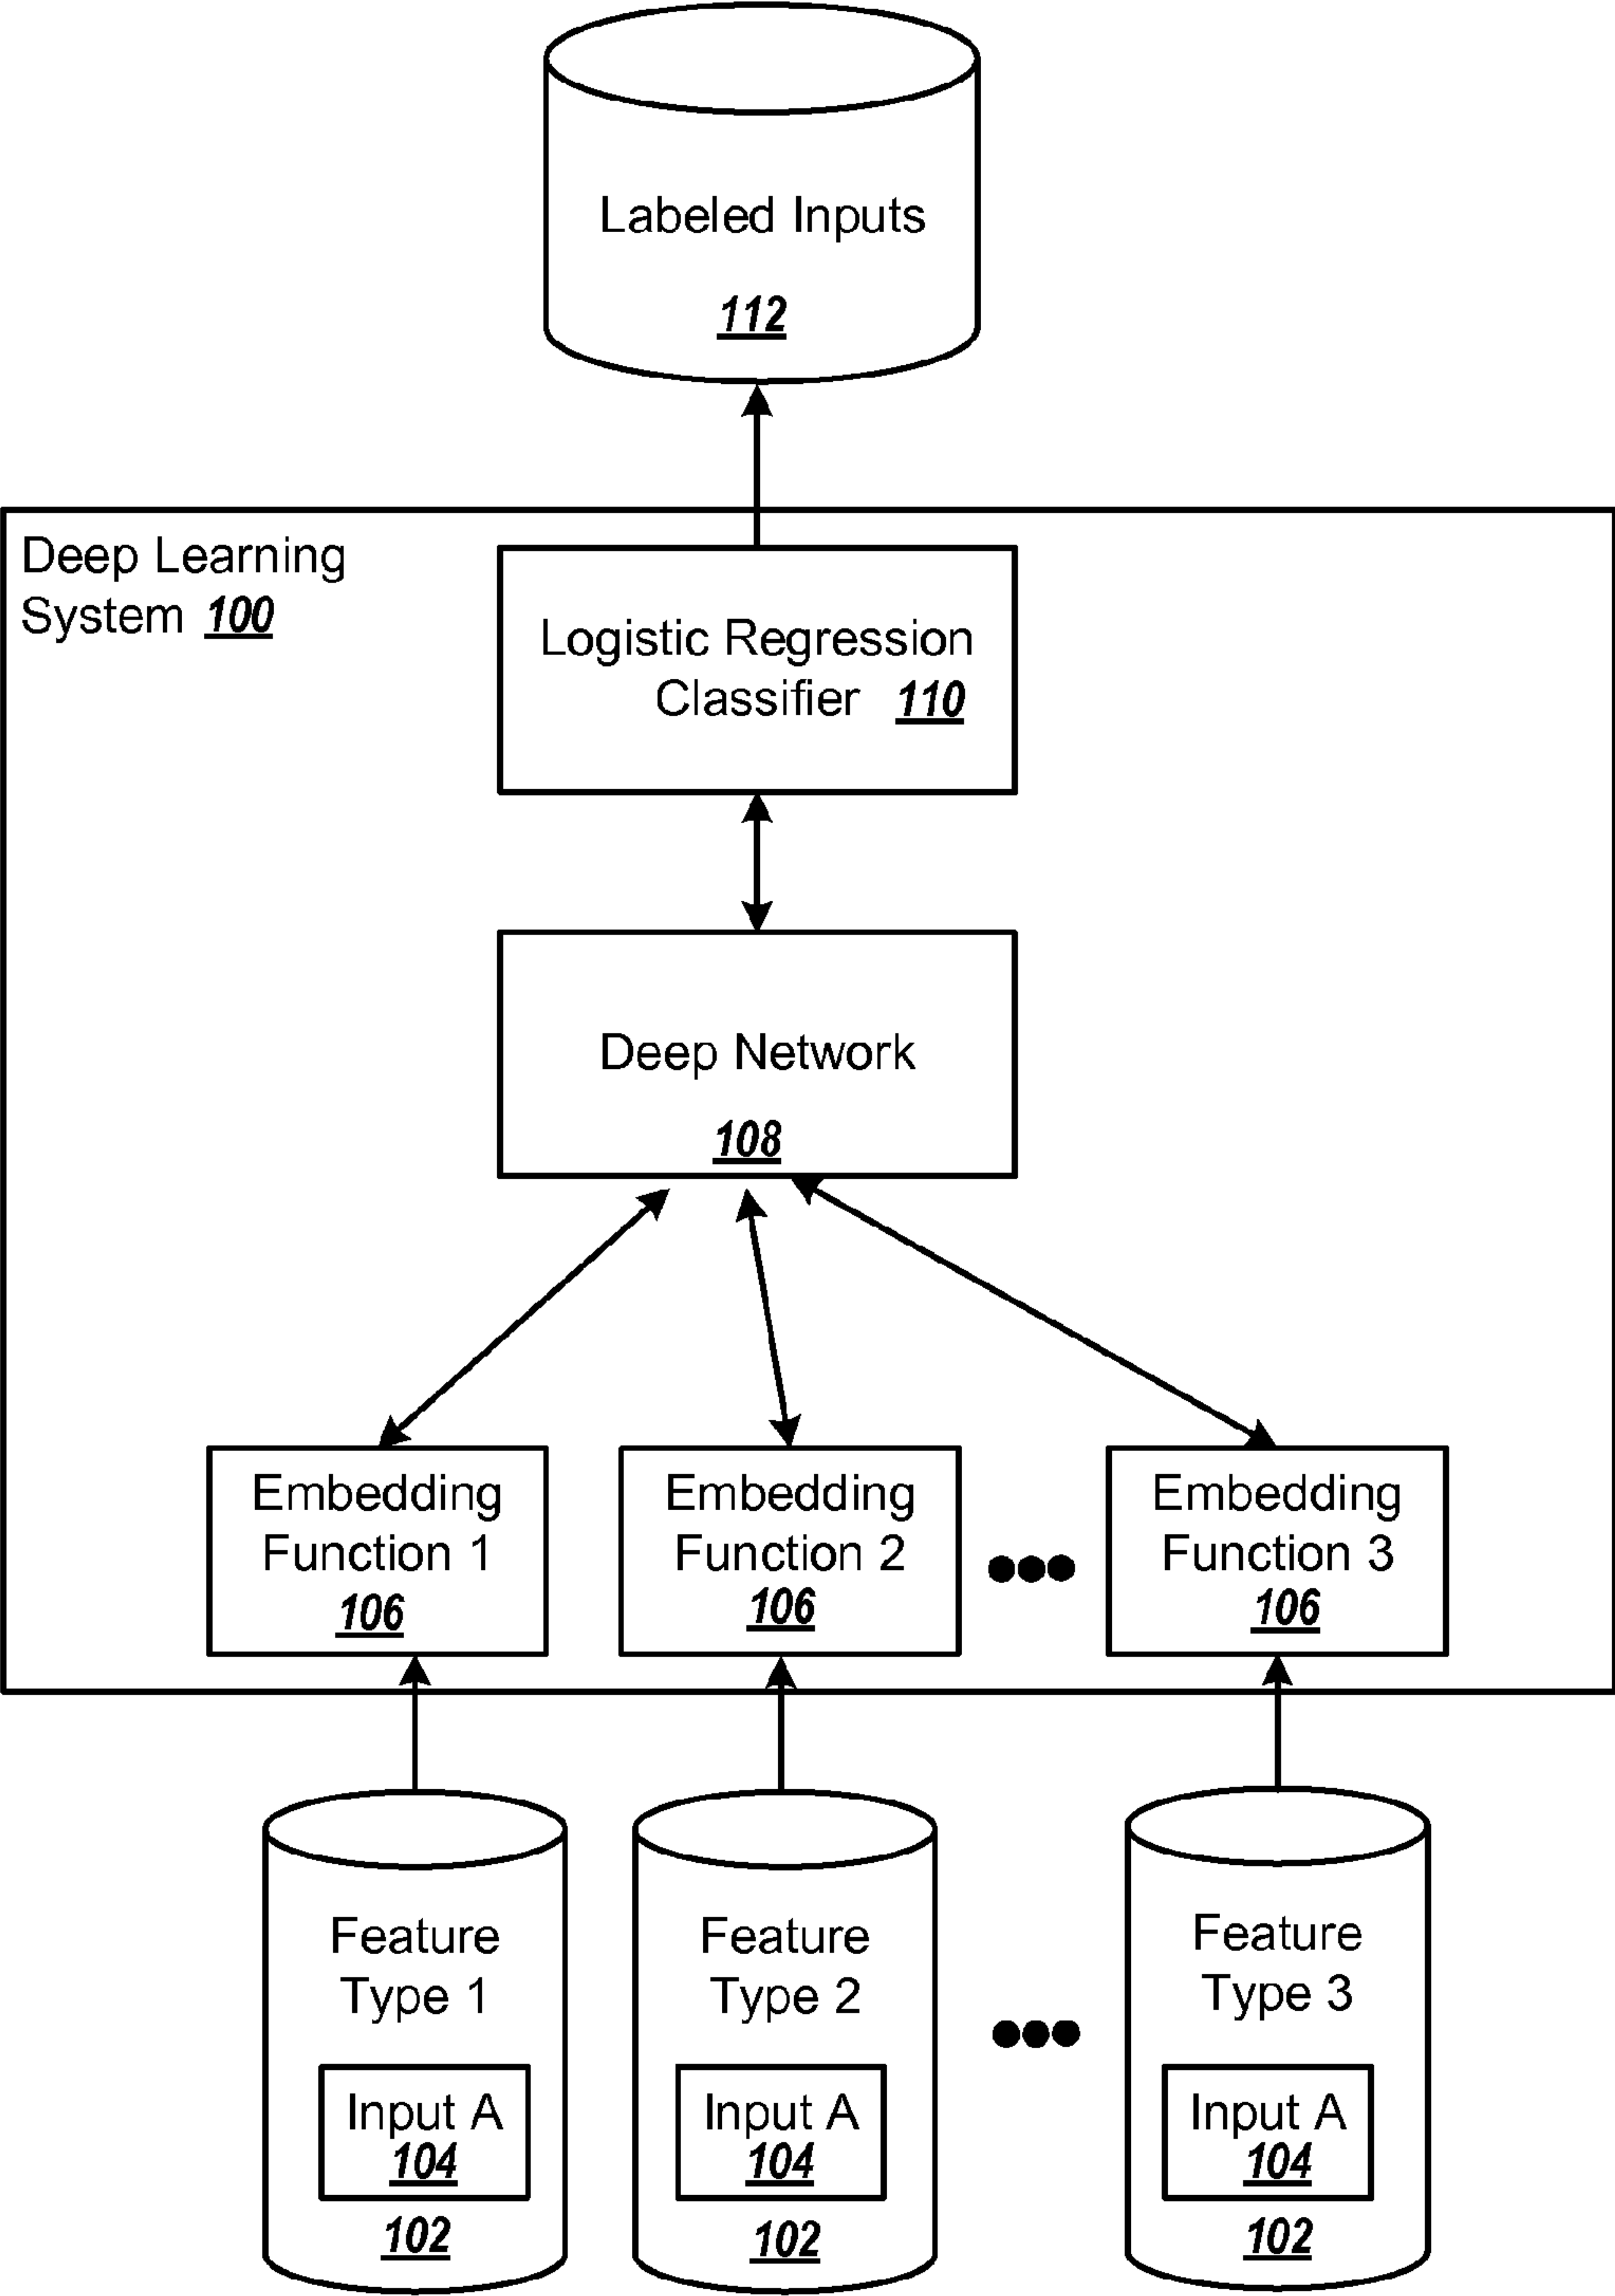 Labeled Inputs
112
Deep Learning
System 100
Logistic Regression
Classifier 110
Deep Network
108
Embedding
Function 1
106
Embedding
Function 2
106
Embedding
Function 3
106
Feature
Type 1
Input A
104
102
Feature
Type 2
Input A
104
102
Feature
Type 3
Input A
104
102